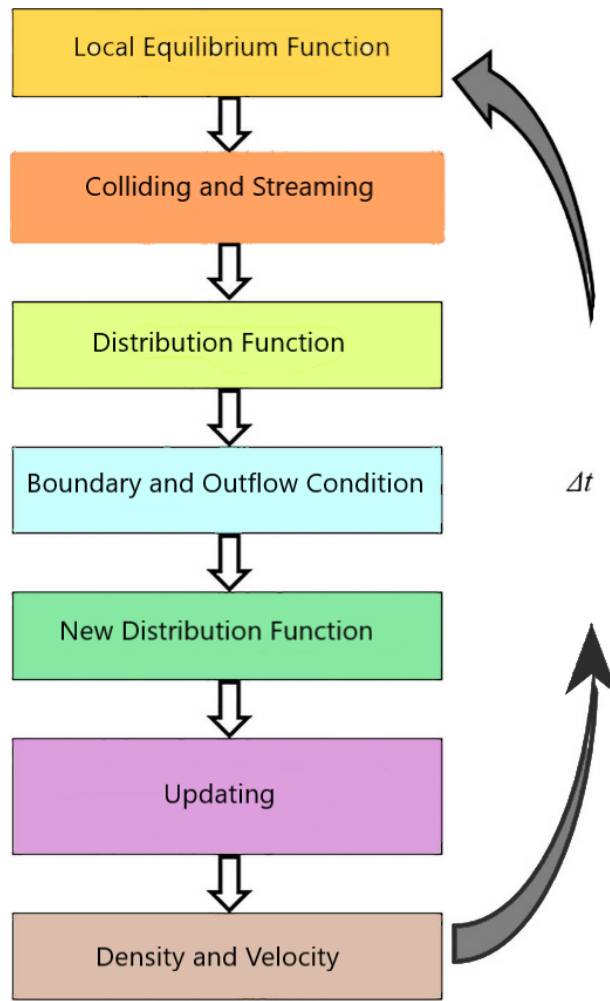 Local Equilibrium Function
Colliding and Streaming
Distribution Function
Boundary and Outflow Condition
Δt
New Distribution Function
Updating
Density and Velocity